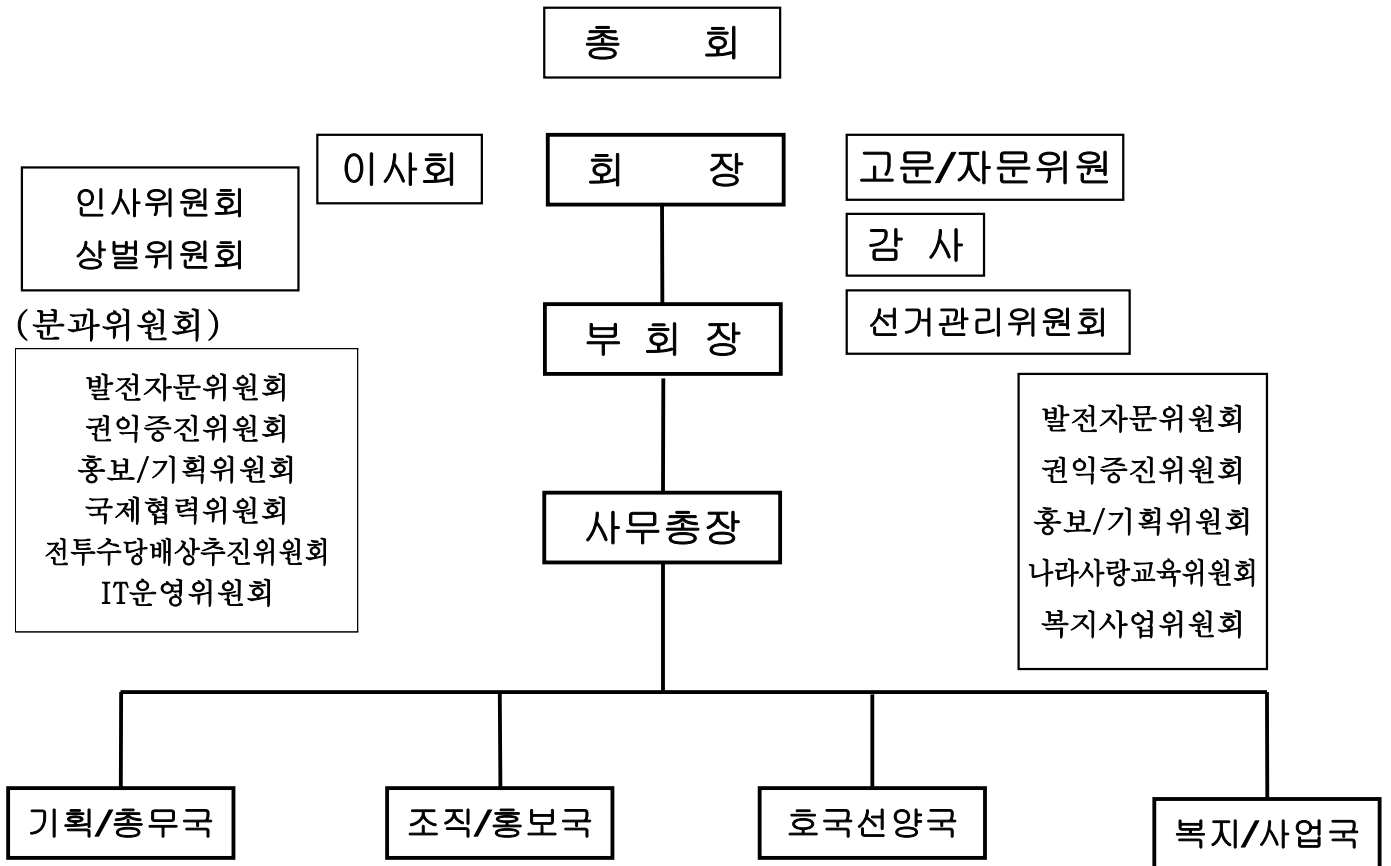 총 회
이사회
회 장
고문/자문위원
인사위원회
상벌위원회
감 사
(분과위원회)
부 회 장
선거관리위원회
발전자문위원회
권익증진위원회
홍보/기획위원회
국제협력위원회
전투수당배상추진위원회
IT운영위원회
사무총장
발전자문위원회
권익증진위원회
홍보/기획위원회
나라사랑교육위원회
복지사업위원회
기획/총무국
조직/홍보국
호국선양국
복지/사업국